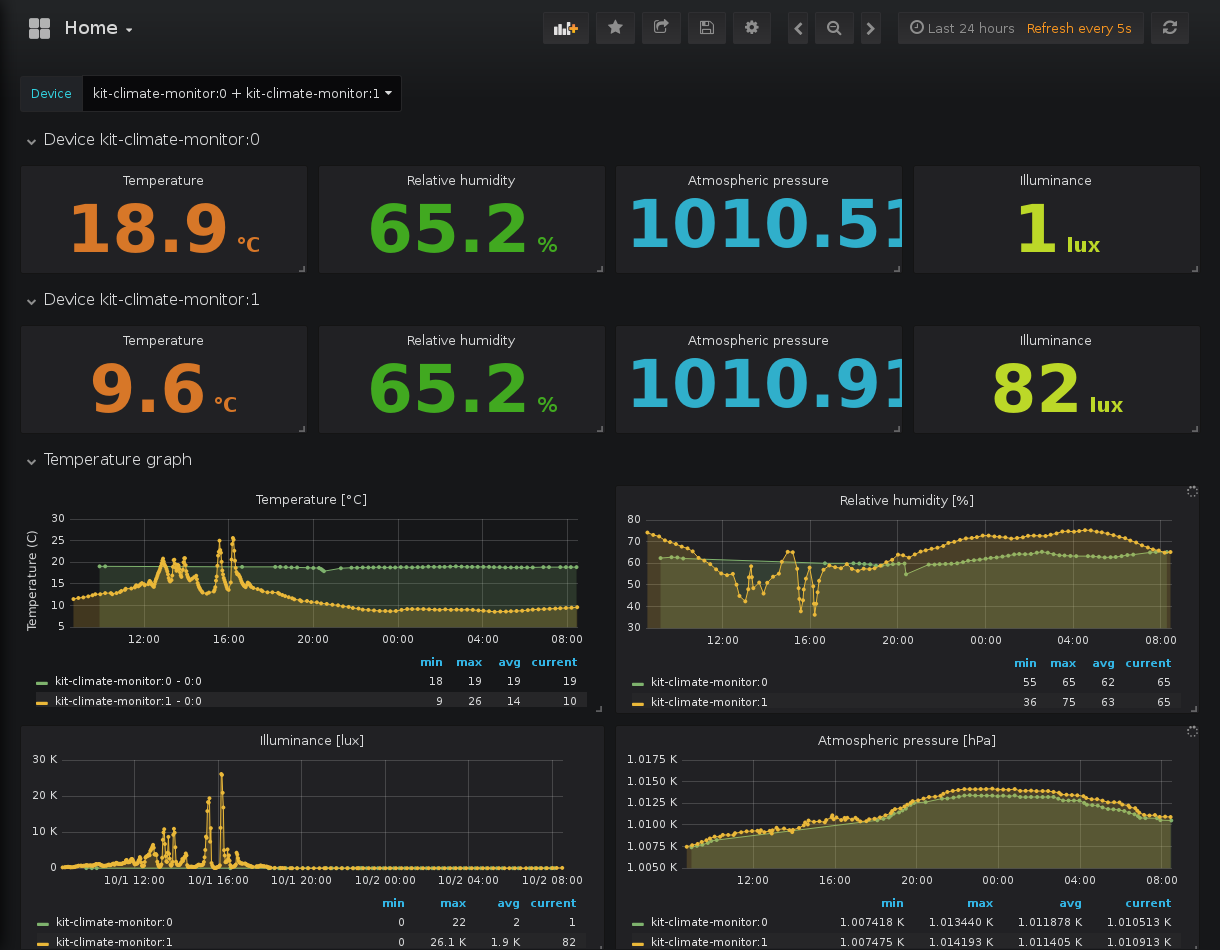 Home
Last 24 hours Refresh every 5s
Device kit-climate-monitor:0 + kit-climate-monitor:1
Device kit-climate-monitor:0
Temperature Relative humidity Atmospheric pressure Illuminance
18.9 °C 65.2 % 1010.51 1 lux
Device kit-climate-monitor:1
Temperature Relative humidity Atmospheric pressure Illuminance
9.6 °C 65.2 % 1010.91 82 lux
Temperature graph
Temperature [°C]
Temperature (C)
30
25
20
15
10
5
12:00 16:00 20:00 00:00 04:00 08:00
min max avg current
kit-climate-monitor:0 - 0:0 18 19 19 19
kit-climate-monitor:1 - 0:0 9 26 14 10
Relative humidity [%]
80
70
60
50
40
30
12:00 16:00 20:00 00:00 04:00 08:00
min max avg current
kit-climate-monitor:0 55 65 62 65
kit-climate-monitor:1 36 75 63 65
Illuminance [lux]
30 K
20 K
10 K
0
10/1 12:00 10/1 16:00 10/1 20:00 10/2 00:00 10/2 04:00 10/2 08:00
min max avg current
kit-climate-monitor:0 0 22 2 1
kit-climate-monitor:1 0 26.1 K 1.9 K 82
Atmospheric pressure [hPa]
1.0175 K
1.0150 K
1.0125 K
1.0100 K
1.0075 K
1.0050 K
12:00 16:00 20:00 00:00 04:00 08:00
min max avg current
kit-climate-monitor:0 1.007418 K 1.013440 K 1.011878 K 1.010513 K
kit-climate-monitor:1 1.007475 K 1.014193 K 1.011405 K 1.010913 K